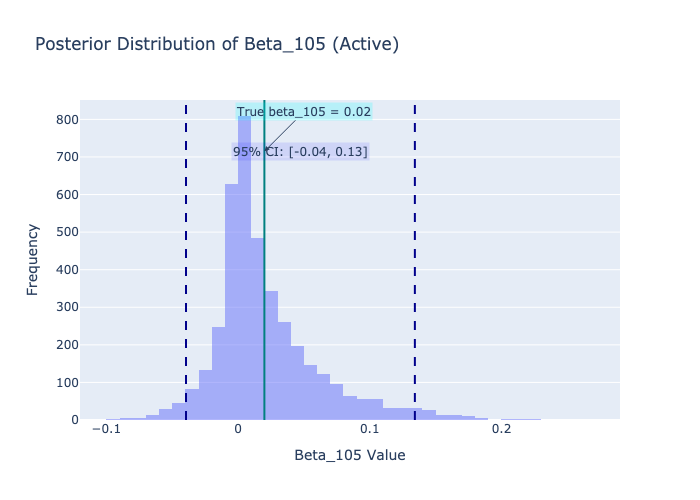 Posterior Distribution of Beta_105 (Active)
True beta_105 = 0.02
95% CI: [-0.04, 0.13]
Frequency
800
700
600
500
400
300
200
100
0
−0.1
0
0.1
0.2
Beta_105 Value